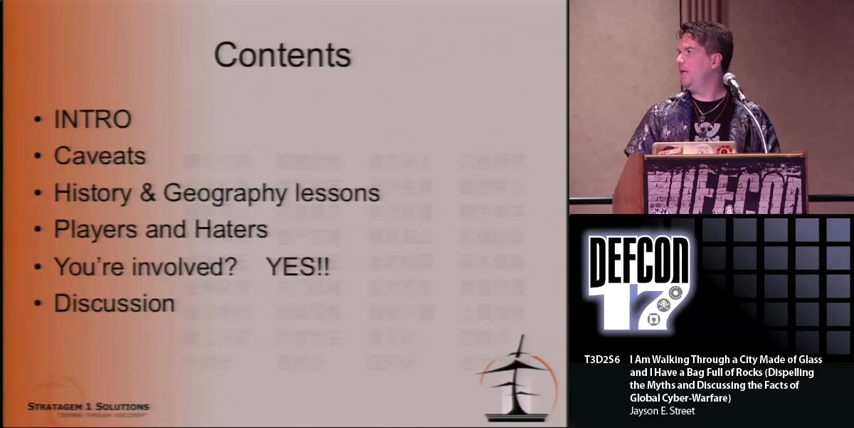 Contents
• INTRO
• Caveats
• History & Geography lessons
• Players and Haters
• You're involved? YES!!
• Discussion
STRATAGEM 1 SOLUTIONS
DEFCON
DEFCON
17
T3D2S6 I Am Walking Through a City Made of Glass
and I Have a Bag Full of Rocks (Dispelling
the Myths and Discussing the Facts of
Global Cyber-Warfare)
Jayson E. Street